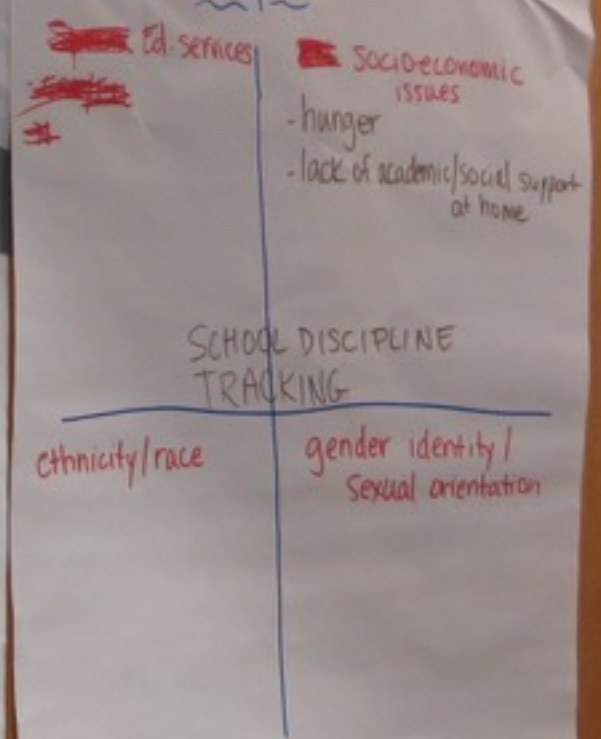 Ed. services
Socioeconomic
issues
- hunger
- lack of academic/social support
at home
SCHOOL DISCIPLINE
TRACKING
ethnicity/race
gender identity/
sexual orientation